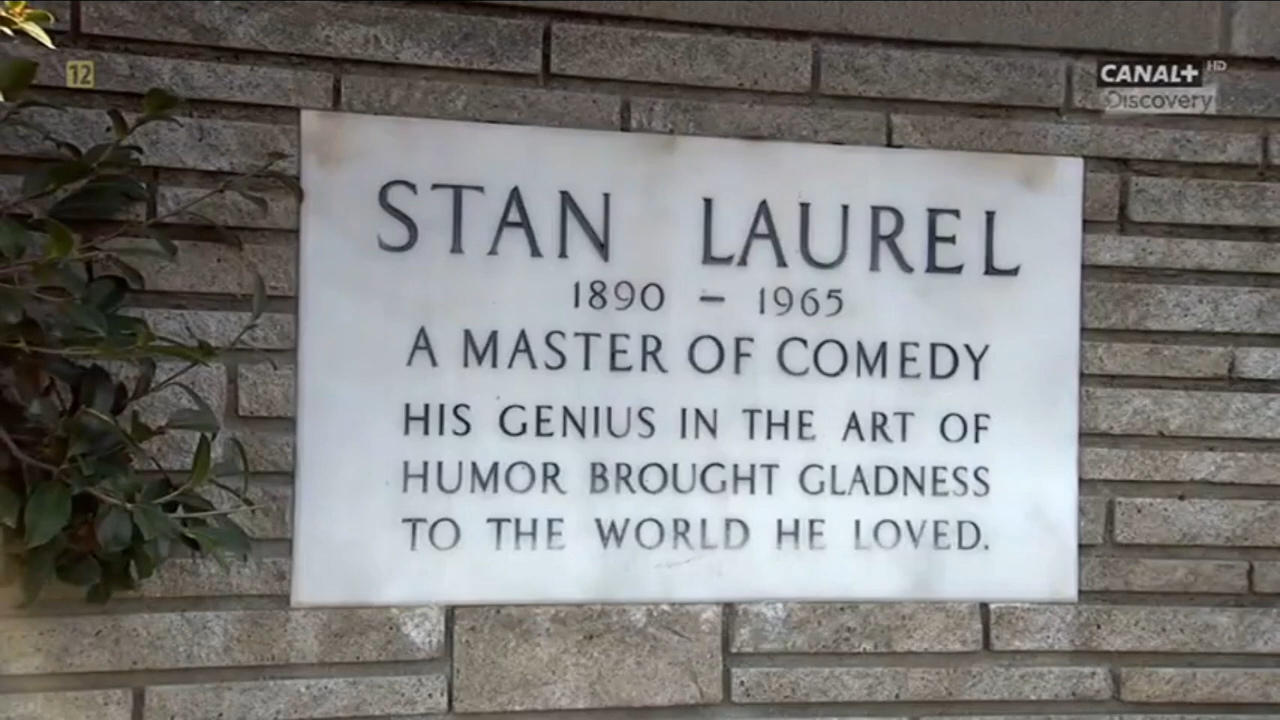 12
CANAL+ HD
Discovery
STAN LAUREL
1890 – 1965
A MASTER OF COMEDY
HIS GENIUS IN THE ART OF
HUMOR BROUGHT GLADNESS
TO THE WORLD HE LOVED.